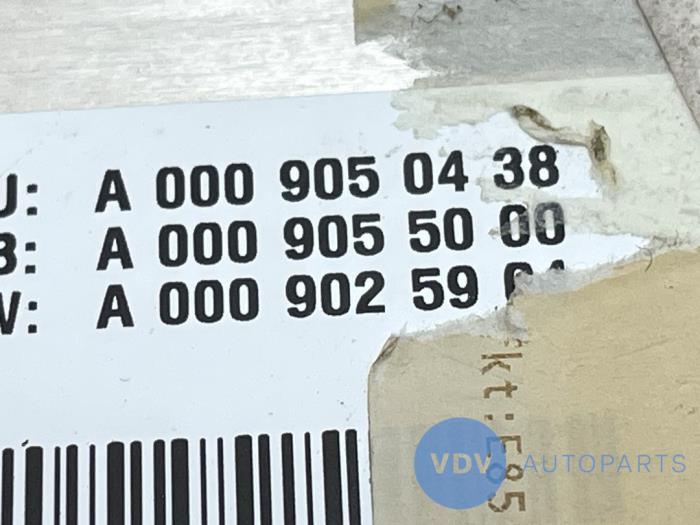 U: A 000 905 04 38
B: A 000 905 50 00
W: A 000 902 59
kt:E85
VDV AUTOPARTS